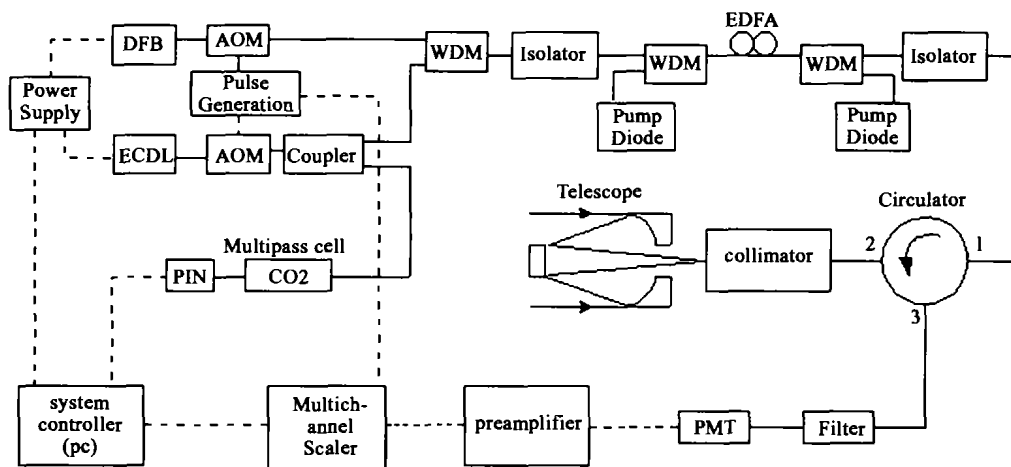 EDFA
DFB
AOM
WDM
Isolator
WDM
WDM
Isolator
Power
Supply
Pulse
Generation
Pump
Diode
Pump
Diode
ECDL
AOM
Coupler
Telescope
Circulator
Multipass cell
PIN
CO2
collimator
2
1
3
system
controller
(pc)
Multich-
annel
Scaler
preamplifier
PMT
Filter